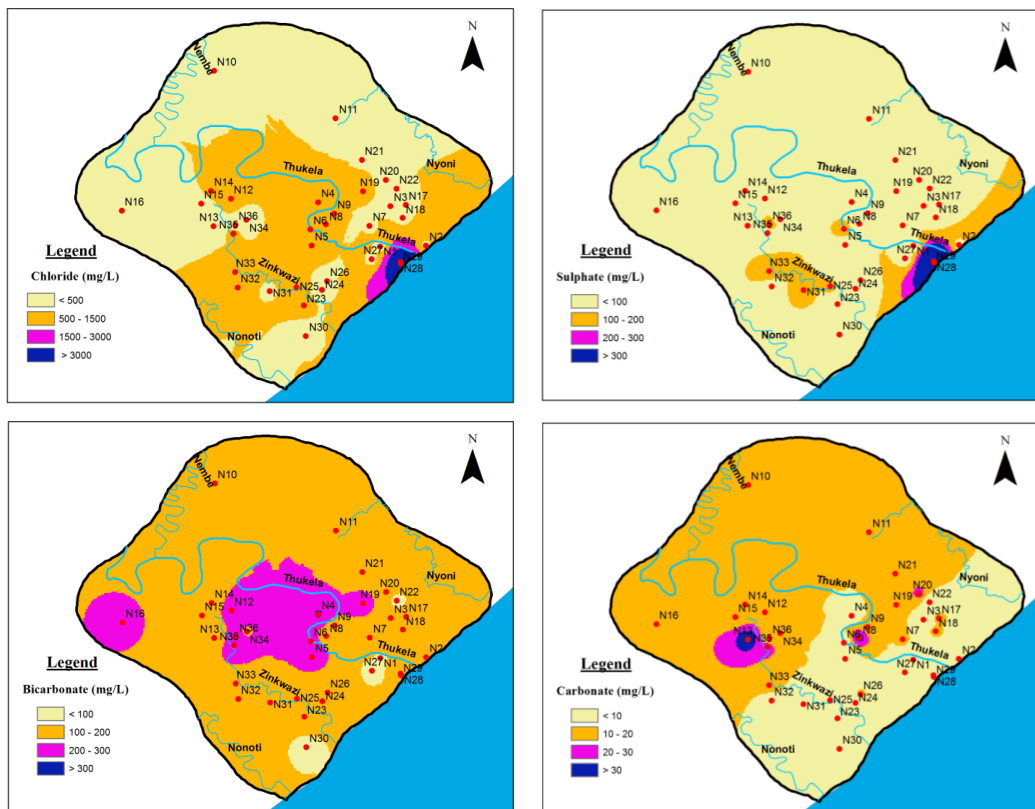 N
Nembe
N10
N11
N21
Nyoni
Thukela
N20
N22
N14
N12
N19
N15
N4
N3
N17
N16
N9
N18
N36
N8
N13
N35
N34
N6
N7
Thukela
N5
N2
N27
N1
N29
N28
Legend
Chloride (mg/L)
< 500
500 - 1500
1500 - 3000
> 3000
N33
Zinkwazi
N26
N32
N31
N25
N24
N23
N30
Nonoti
N
Nembe
N10
N11
N21
Nyoni
Thukela
N20
N22
N14
N12
N19
N15
N4
N3
N17
N16
N9
N18
N36
N8
N13
N35
N34
N6
N7
Thukela
N5
N2
N27
N1
N29
N28
Legend
Sulphate (mg/L)
< 100
100 - 200
200 - 300
> 300
N33
Zinkwazi
N26
N32
N31
N25
N24
N23
N30
Nonoti
N
Nembe
N10
N11
N21
Nyoni
Thukela
N20
N22
N14
N12
N19
N15
N4
N3
N17
N16
N9
N18
N36
N8
N13
N35
N34
N6
N7
Thukela
N5
N2
N27
N1
N29
N28
Legend
Bicarbonate (mg/L)
< 100
100 - 200
200 - 300
> 300
N33
Zinkwazi
N26
N32
N31
N25
N24
N23
N30
Nonoti
N
Nembe
N10
N11
N21
Nyoni
Thukela
N20
N22
N14
N12
N19
N15
N4
N3
N17
N16
N9
N18
N36
N8
N13
N35
N34
N6
N7
Thukela
N5
N2
N27
N1
N29
N28
Legend
Carbonate (mg/L)
< 10
10 - 20
20 - 30
> 30
N33
Zinkwazi
N26
N32
N31
N25
N24
N23
N30
Nonoti